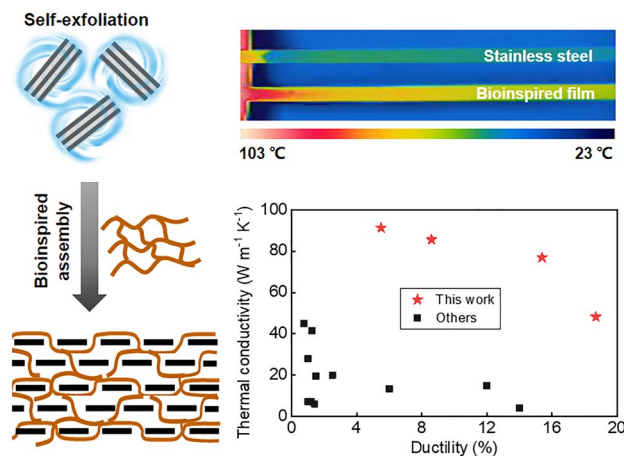 Self-exfoliation
Stainless steel
Bioinspired film
103 ℃
23 ℃
Bioinspired
assembly
Thermal conductivity (W m⁻¹ K⁻¹)
100
80
60
40
20
0
This work
Others
0
4
8
12
16
20
Ductility (%)